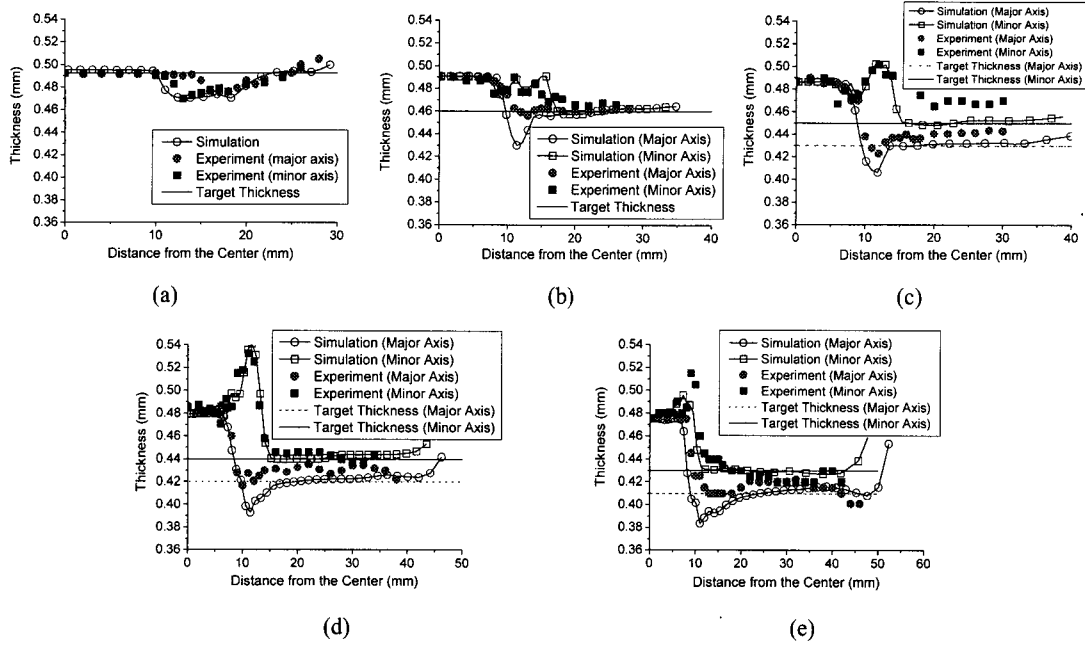 0.54
0.52
0.50
0.48
0.46
0.44
0.42
0.40
0.38
0.36
Thickness (mm)
Simulation
Experiment (major axis)
Experiment (minor axis)
Target Thickness
0 10 20 30
Distance from the Center (mm)
(a)
0.54
0.52
0.50
0.48
0.46
0.44
0.42
0.40
0.38
0.36
Thickness (mm)
Simulation (Major Axis)
Simulation (Minor Axis)
Experiment (Major Axis)
Experiment (Minor Axis)
Target Thickness
0 10 20 30 40
Distance from the Center (mm)
(b)
Simulation (Major Axis)
Simulation (Minor Axis)
Experiment (Major Axis)
Experiment (Minor Axis)
Target Thickness (Major Axis)
Target Thickness (Minor Axis)
0.54
0.52
0.50
0.48
0.46
0.44
0.42
0.40
0.38
0.36
Thickness (mm)
0 10 20 30 40
Distance from the Center (mm)
(c)
0.54
0.52
0.50
0.48
0.46
0.44
0.42
0.40
0.38
0.36
Thickness (mm)
Simulation (Major Axis)
Simulation (Minor Axis)
Experiment (Major Axis)
Experiment (Minor Axis)
Target Thickness (Major Axis)
Target Thickness (Minor Axis)
0 10 20 30 40 50
Distance from the Center (mm)
(d)
0.54
0.52
0.50
0.48
0.46
0.44
0.42
0.40
0.38
0.36
Thickness (mm)
Simulation (Major Axis)
Simulation (Minor Axis)
Experiment (Major Axis)
Experiment (Minor Axis)
Target Thickness (Major Axis)
Target Thickness (Minor Axis)
0 10 20 30 40 50 60
Distance from the Center (mm)
(e)